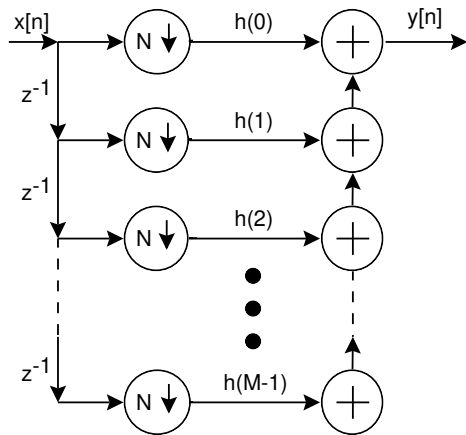 x[n] h(0) y[n]
N
z-1 h(1)
N
z-1 h(2)
N
z-1 h(M-1)
N